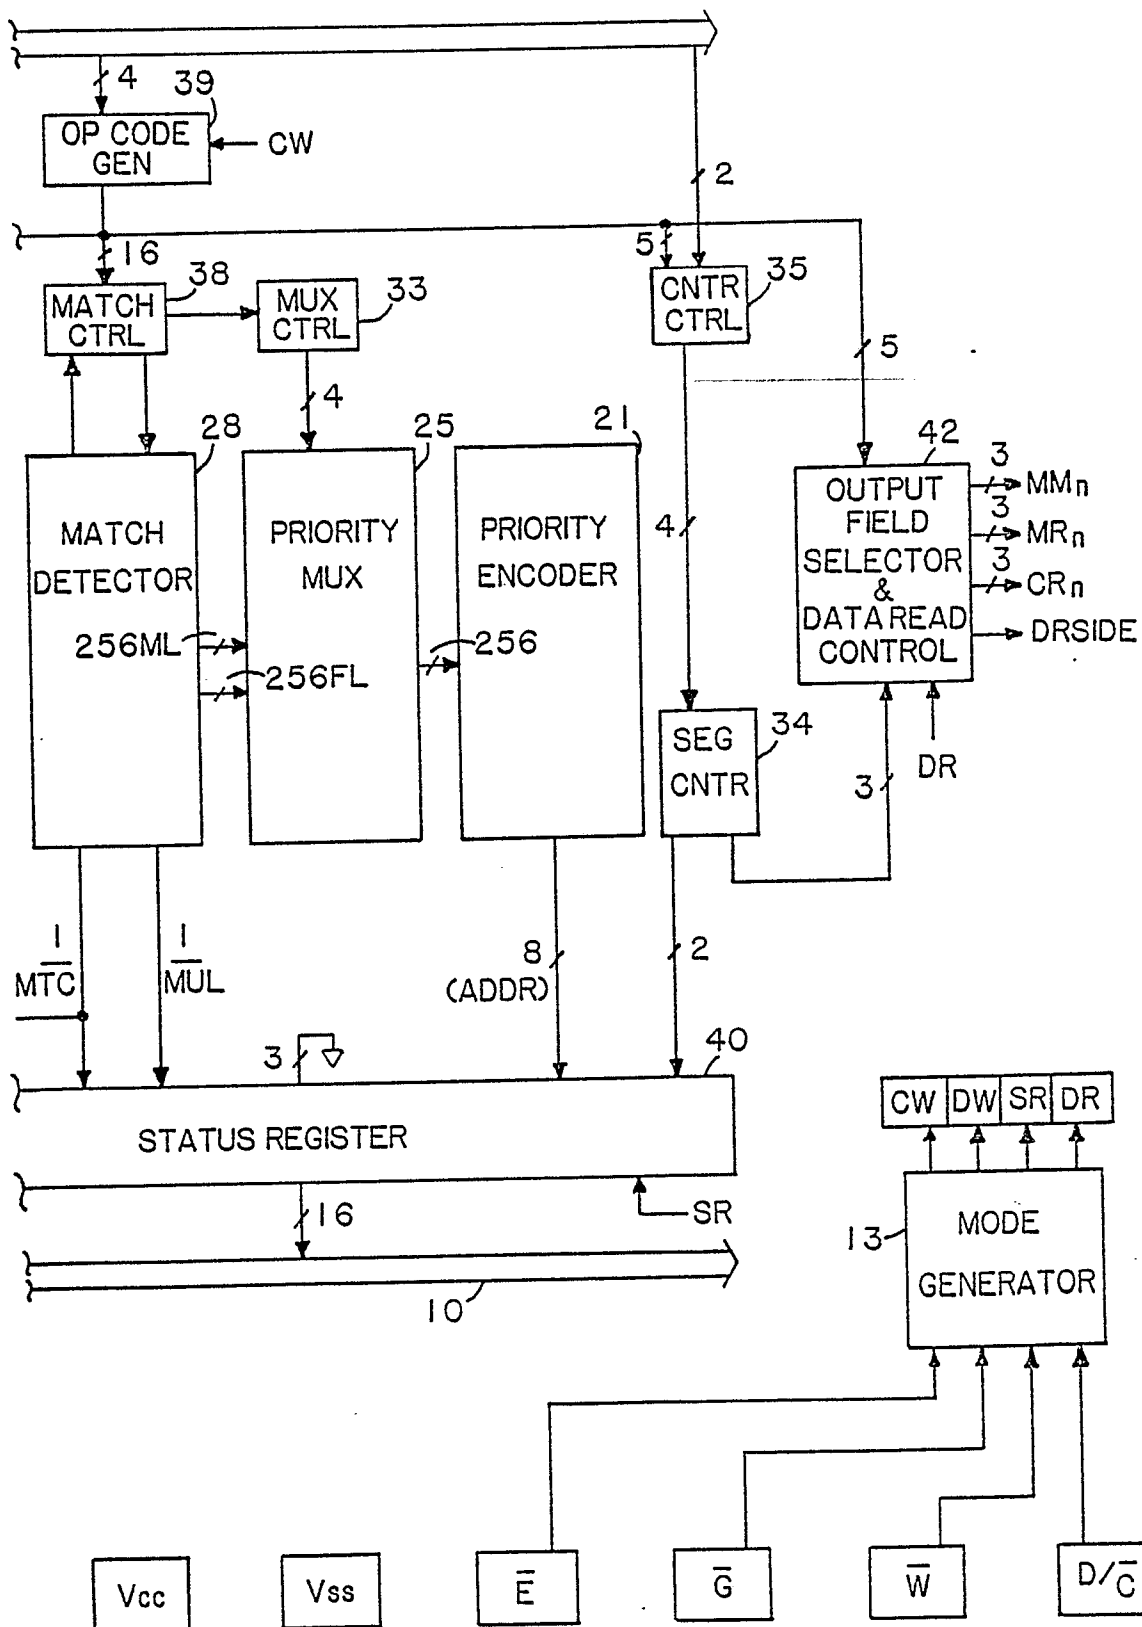 4
39
OP CODE
GEN
CW
2
16
5
38
MATCH
CTRL
MUX
CTRL
33
CNTR
CTRL
35
5
4
28
25
21
42
MATCH
DETECTOR
PRIORITY
MUX
PRIORITY
ENCODER
4
OUTPUT
FIELD
SELECTOR
&
DATA READ
CONTROL
3
MMn
3
MRn
3
CRn
DRSIDE
256ML
256FL
256
SEG
CNTR
34
3
DR
1
M̅T̅C̅
1
M̅U̅L̅
8
(ADDR)
2
3
40
STATUS REGISTER
16
SR
10
CW
DW
SR
DR
13
MODE
GENERATOR
Vcc
Vss
E̅
G̅
W̅
D/C̅